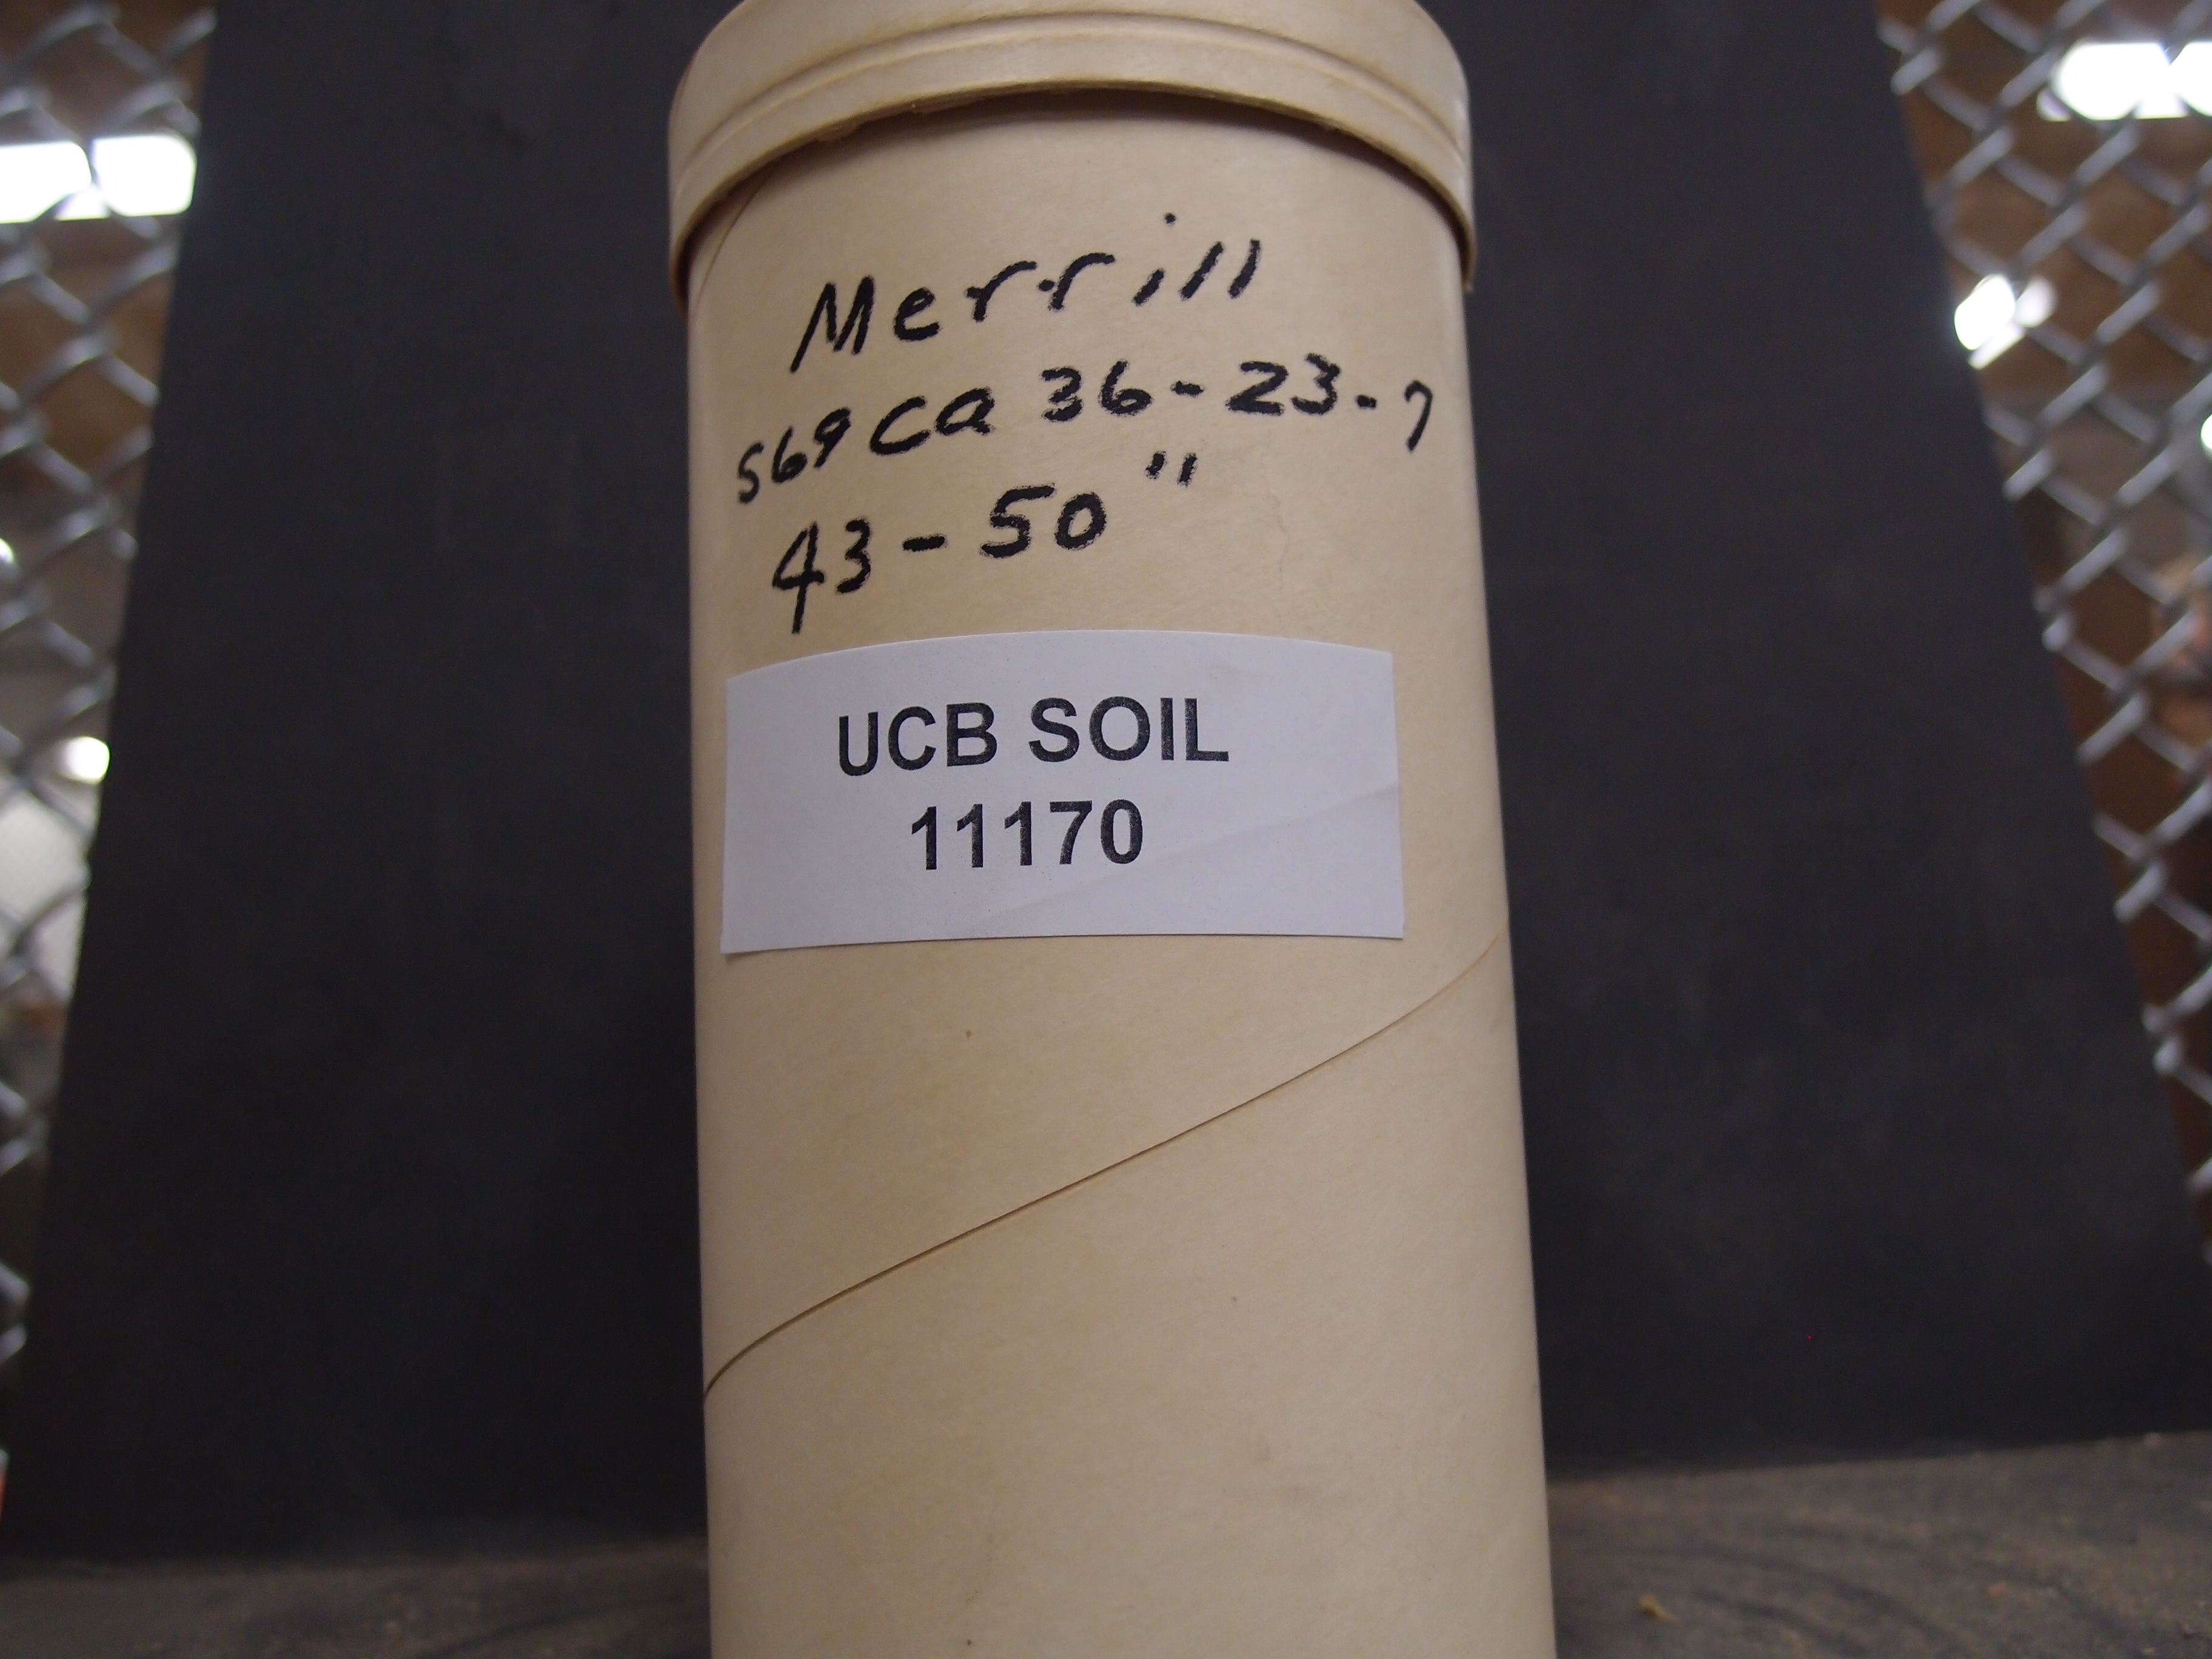 Merrill
S69Ca 36-23-7
43-50"
UCB SOIL
11170